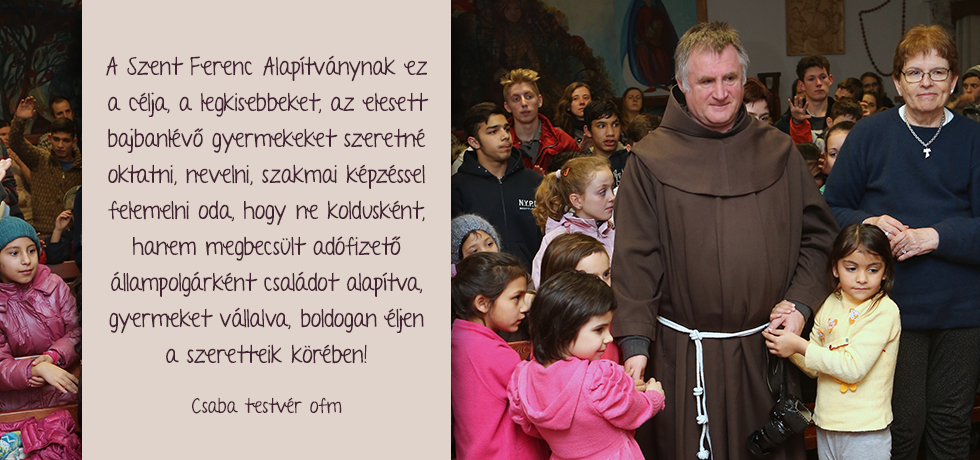 A Szent Ferenc Alapítványnak ez
a célja, a legkisebbeket, az elesett
bajbanlévő gyermekeket szeretné
oktatni, nevelni, szakmai képzéssel
felemelni oda, hogy ne koldusként,
hanem megbecsült adófizető
állampolgárként családot alapítva,
gyermeket vállalva, boldogan éljen
a szeretteik körében!
Csaba testvér ofm
N.Y.P.D